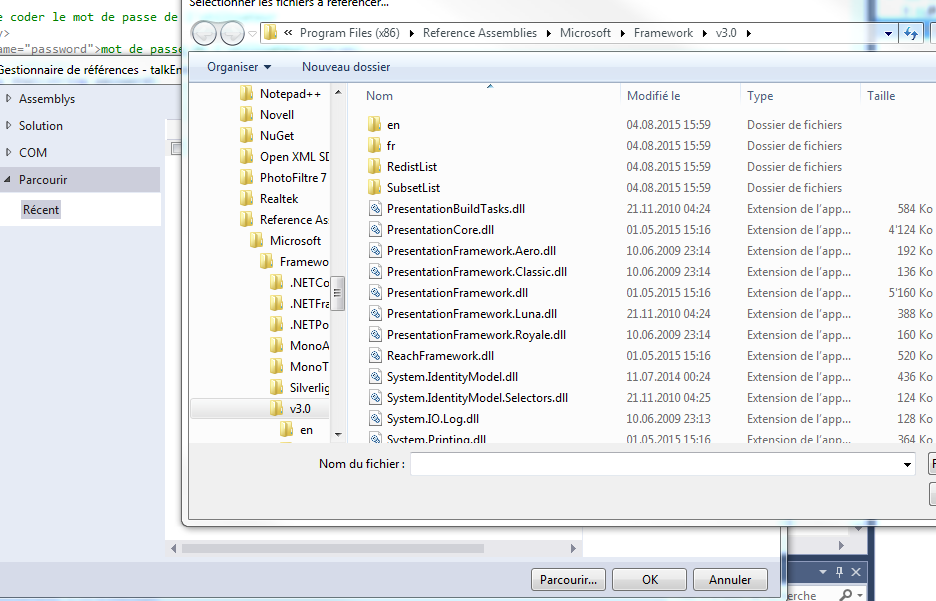 Sélectionner les fichiers à référencer...
e coder le mot de passe de
/>
ame="password">mot de passe
Gestionnaire de références - talkEn
« Program Files (x86) Reference Assemblies Microsoft Framework v3.0
Organiser Nouveau dossier
Assemblys
Solution
COM
Parcourir
Récent
Notepad++
Novell
NuGet
Open XML SD
PhotoFiltre 7
Realtek
Reference As
Microsoft
Framewo
.NETCo
.NETFra
.NETPo
MonoA
MonoT
Silverlig
v3.0
en
Nom Modifié le Type Taille
en 04.08.2015 15:59 Dossier de fichiers
fr 04.08.2015 15:59 Dossier de fichiers
RedistList 04.08.2015 15:59 Dossier de fichiers
SubsetList 04.08.2015 15:59 Dossier de fichiers
PresentationBuildTasks.dll 21.11.2010 04:24 Extension de l'app... 584 Ko
PresentationCore.dll 01.05.2015 15:16 Extension de l'app... 4'124 Ko
PresentationFramework.Aero.dll 10.06.2009 23:14 Extension de l'app... 192 Ko
PresentationFramework.Classic.dll 10.06.2009 23:14 Extension de l'app... 136 Ko
PresentationFramework.dll 01.05.2015 15:16 Extension de l'app... 5'160 Ko
PresentationFramework.Luna.dll 21.11.2010 04:24 Extension de l'app... 388 Ko
PresentationFramework.Royale.dll 10.06.2009 23:14 Extension de l'app... 160 Ko
ReachFramework.dll 01.05.2015 15:16 Extension de l'app... 520 Ko
System.IdentityModel.dll 11.07.2014 00:24 Extension de l'app... 436 Ko
System.IdentityModel.Selectors.dll 21.11.2010 04:25 Extension de l'app... 124 Ko
System.IO.Log.dll 10.06.2009 23:13 Extension de l'app... 128 Ko
System.Printing.dll 01.05.2015 15:16 Extension de l'app... 364 Ko
Nom du fichier :
Parcourir... OK Annuler
erche